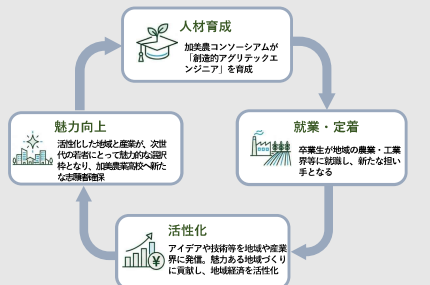 人材育成
加美農コンソーシアムが
「創造的アグリテックエ
ンジニア」を育成
就業・定着
卒業生が地域の農業・工業
界等に就職し、新たな担い
手となる
活性化
アイデアや技術等を地域や産業
界に発信。魅力ある地域づくり
に貢献し、地域経済を活性化
¥
魅力向上
活性化した地域と産業が、次世
代の若者にとって魅力的な選択
枠となり、加美農業高校へ新た
な志願者確保